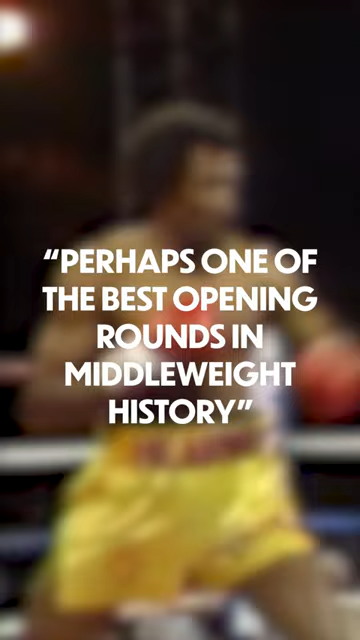 “PERHAPS ONE OF
THE BEST OPENING
ROUNDS IN
MIDDLEWEIGHT
HISTORY”